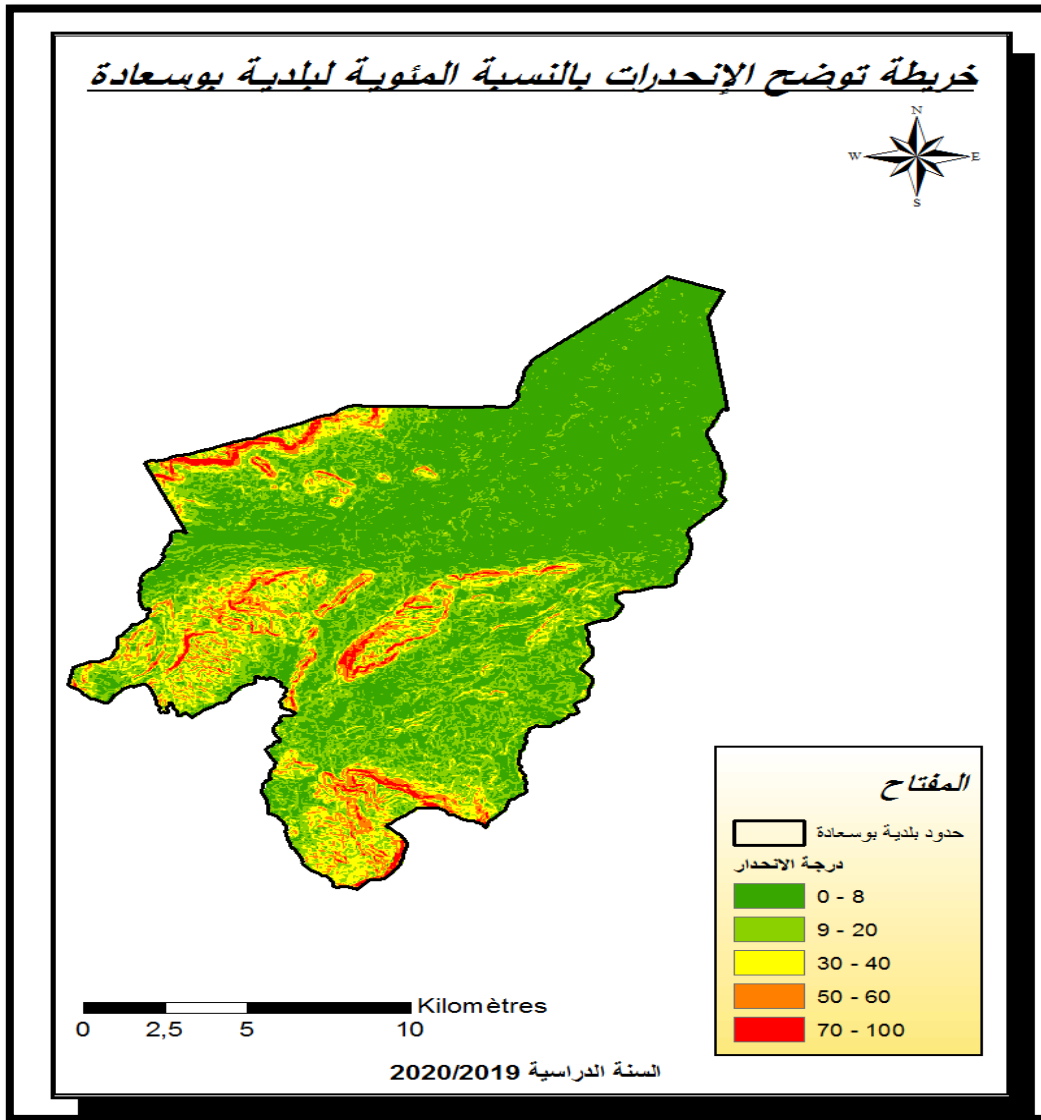 خريطة توضح الإنحدرات بالنسبة المئوية لبلدية بوسعادة
N
W E
S
المفتاح
حدود بلدية بوسعادة
درجة الانحدار
0 - 8
9 - 20
30 - 40
50 - 60
70 - 100
Kilomètres
0 2,5 5 10
السنة الدراسية 2020/2019